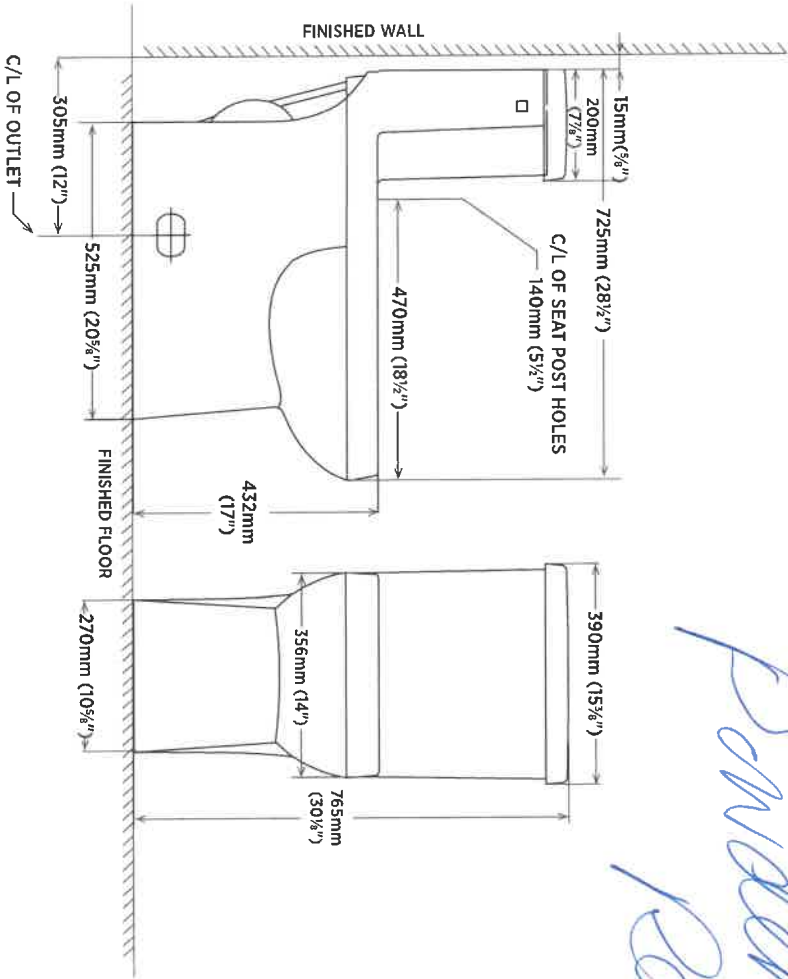 FINISHED WALL
15mm(⅝")
200mm
(7⅞")
725mm (28½")
C/L OF SEAT POST HOLES
140mm (5½")
470mm (18½")
305mm (12")
C/L OF OUTLET
525mm (20⅝")
432mm
(17")
FINISHED FLOOR
390mm (15⅜")
356mm (14")
765mm
(30⅛")
270mm (10⅝")